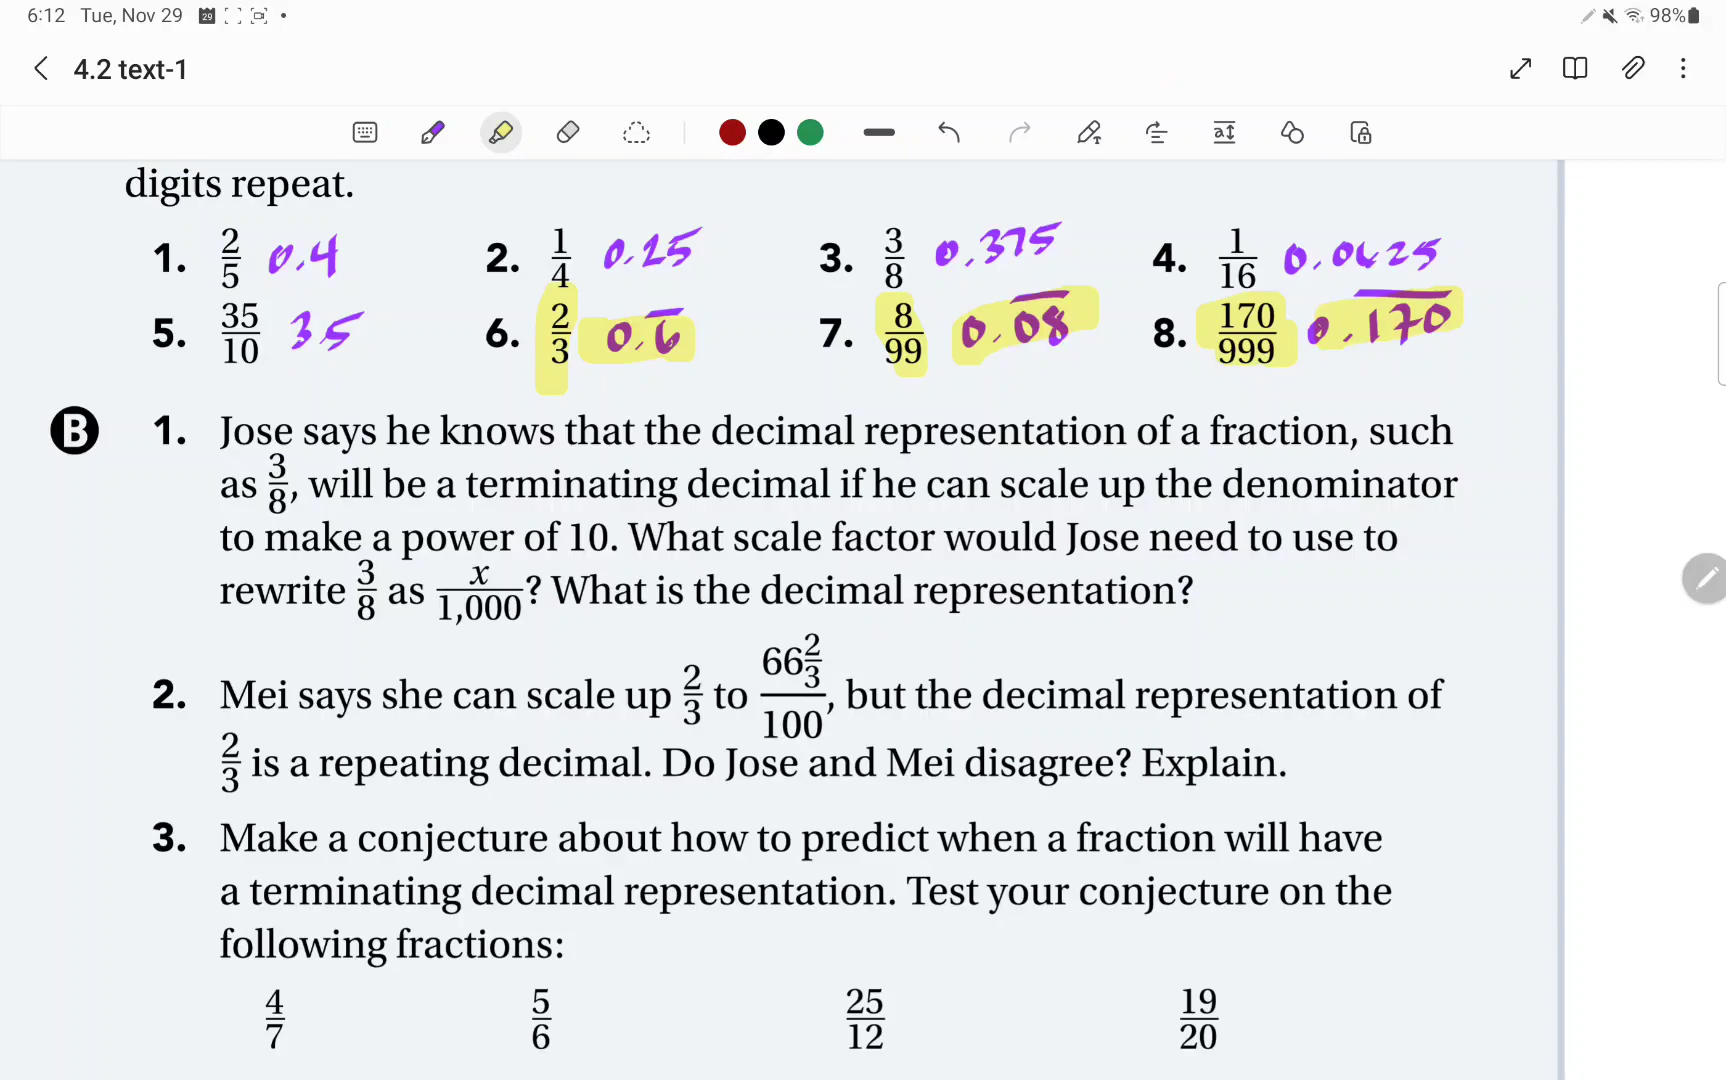 6:12 Tue, Nov 29 29 98%
4.2 text-1
digits repeat.
1. 2/5 0.4 2. 1/4 0.25 3. 3/8 0.375 4. 1/16 0.0625
5. 35/10 35 6. 2/3 0.6̅ 7. 8/99 0.0̅8̅ 8. 170/999 0.1̅7̅0̅
B 1. Jose says he knows that the decimal representation of a fraction, such
as 3/8, will be a terminating decimal if he can scale up the denominator
to make a power of 10. What scale factor would Jose need to use to
rewrite 3/8 as x/1,000? What is the decimal representation?
2. Mei says she can scale up 2/3 to 66 2/3/100, but the decimal representation of
2/3 is a repeating decimal. Do Jose and Mei disagree? Explain.
3. Make a conjecture about how to predict when a fraction will have
a terminating decimal representation. Test your conjecture on the
following fractions:
4/7 5/6 25/12 19/20